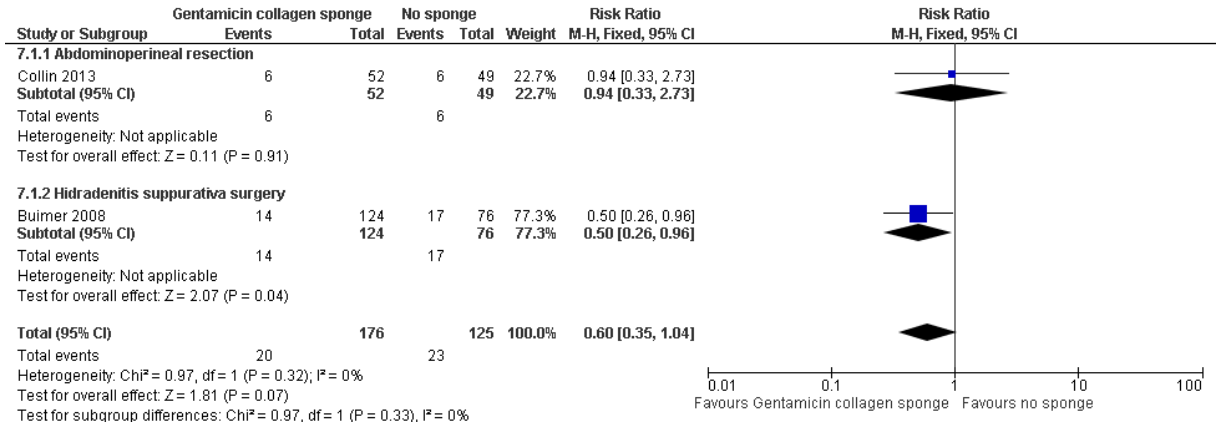 Gentamicin collagen sponge No sponge Risk Ratio Risk Ratio
Study or Subgroup Events Total Events Total Weight M-H, Fixed, 95% CI M-H, Fixed, 95% CI
7.1.1 Abdominoperineal resection
Collin 2013 6 52 6 49 22.7% 0.94 [0.33, 2.73]
Subtotal (95% CI) 52 49 22.7% 0.94 [0.33, 2.73]
Total events 6 6
Heterogeneity: Not applicable
Test for overall effect: Z = 0.11 (P = 0.91)
7.1.2 Hidradenitis suppurativa surgery
Buimer 2008 14 124 17 76 77.3% 0.50 [0.26, 0.96]
Subtotal (95% CI) 124 76 77.3% 0.50 [0.26, 0.96]
Total events 14 17
Heterogeneity: Not applicable
Test for overall effect: Z = 2.07 (P = 0.04)
Total (95% CI) 176 125 100.0% 0.60 [0.35, 1.04]
Total events 20 23
Heterogeneity: Chi² = 0.97, df = 1 (P = 0.32); I² = 0%
Test for overall effect: Z = 1.81 (P = 0.07)
Test for subgroup differences: Chi² = 0.97, df = 1 (P = 0.33), I² = 0%
0.01 0.1 1 10 100
Favours Gentamicin collagen sponge Favours no sponge